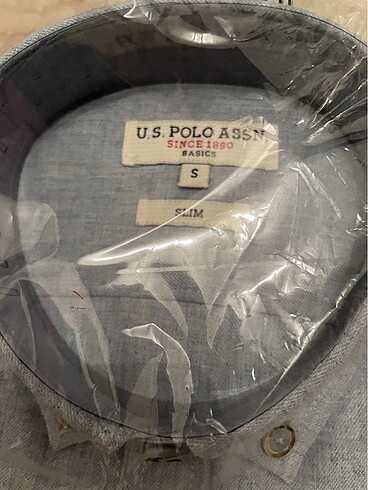 U.S. POLO ASSN.
SINCE 1890
BASICS
S
SLIM